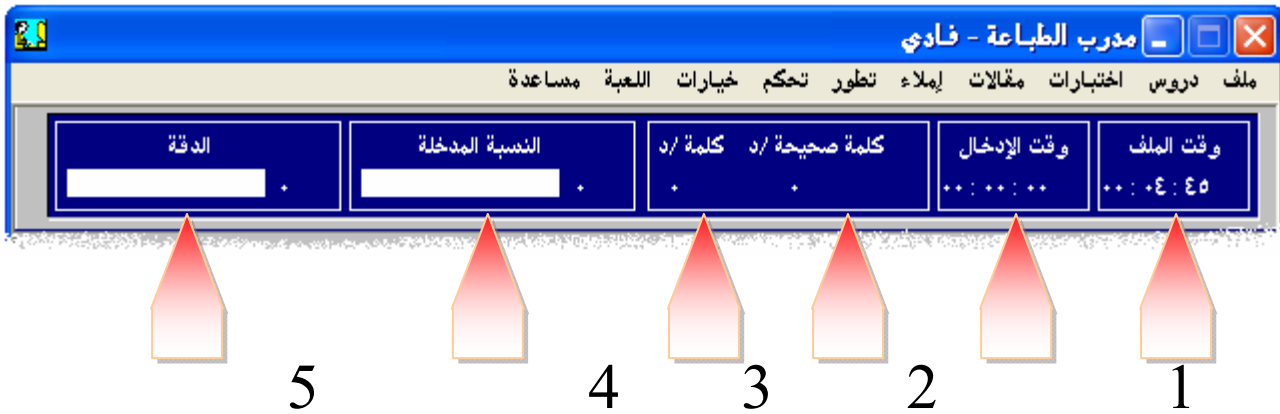 مدرب الطباعة - فادي
ملف دروس اختبارات مقالات إملاء تطور تحكم خيارات اللعبة مساعدة
وقت الملف وقت الإدخال كلمة صحيحة /د كلمة /د النسبة المدخلة الدقة
٠٠:٠٤:٤٥ ٠٠:٠٠:٠٠ ٠ ٠ ٠ ٠
1 2 3 4 5